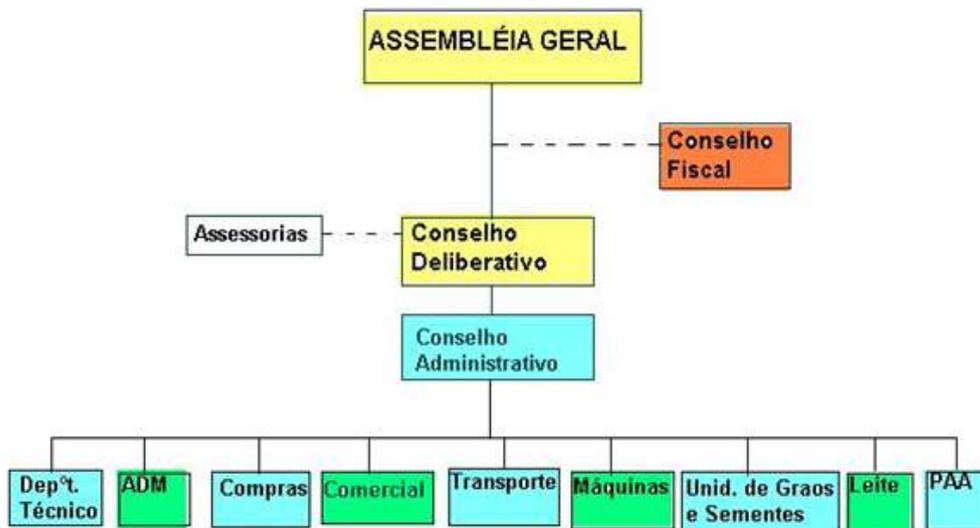 ASSEMBLÉIA GERAL
Conselho
Fiscal
Assessorias
Conselho
Deliberativo
Conselho
Administrativo
Depºt.
Técnico
ADM
Compras
Comercial
Transporte
Máquinas
Unid. de Graos
e Sementes
Leite
PAA